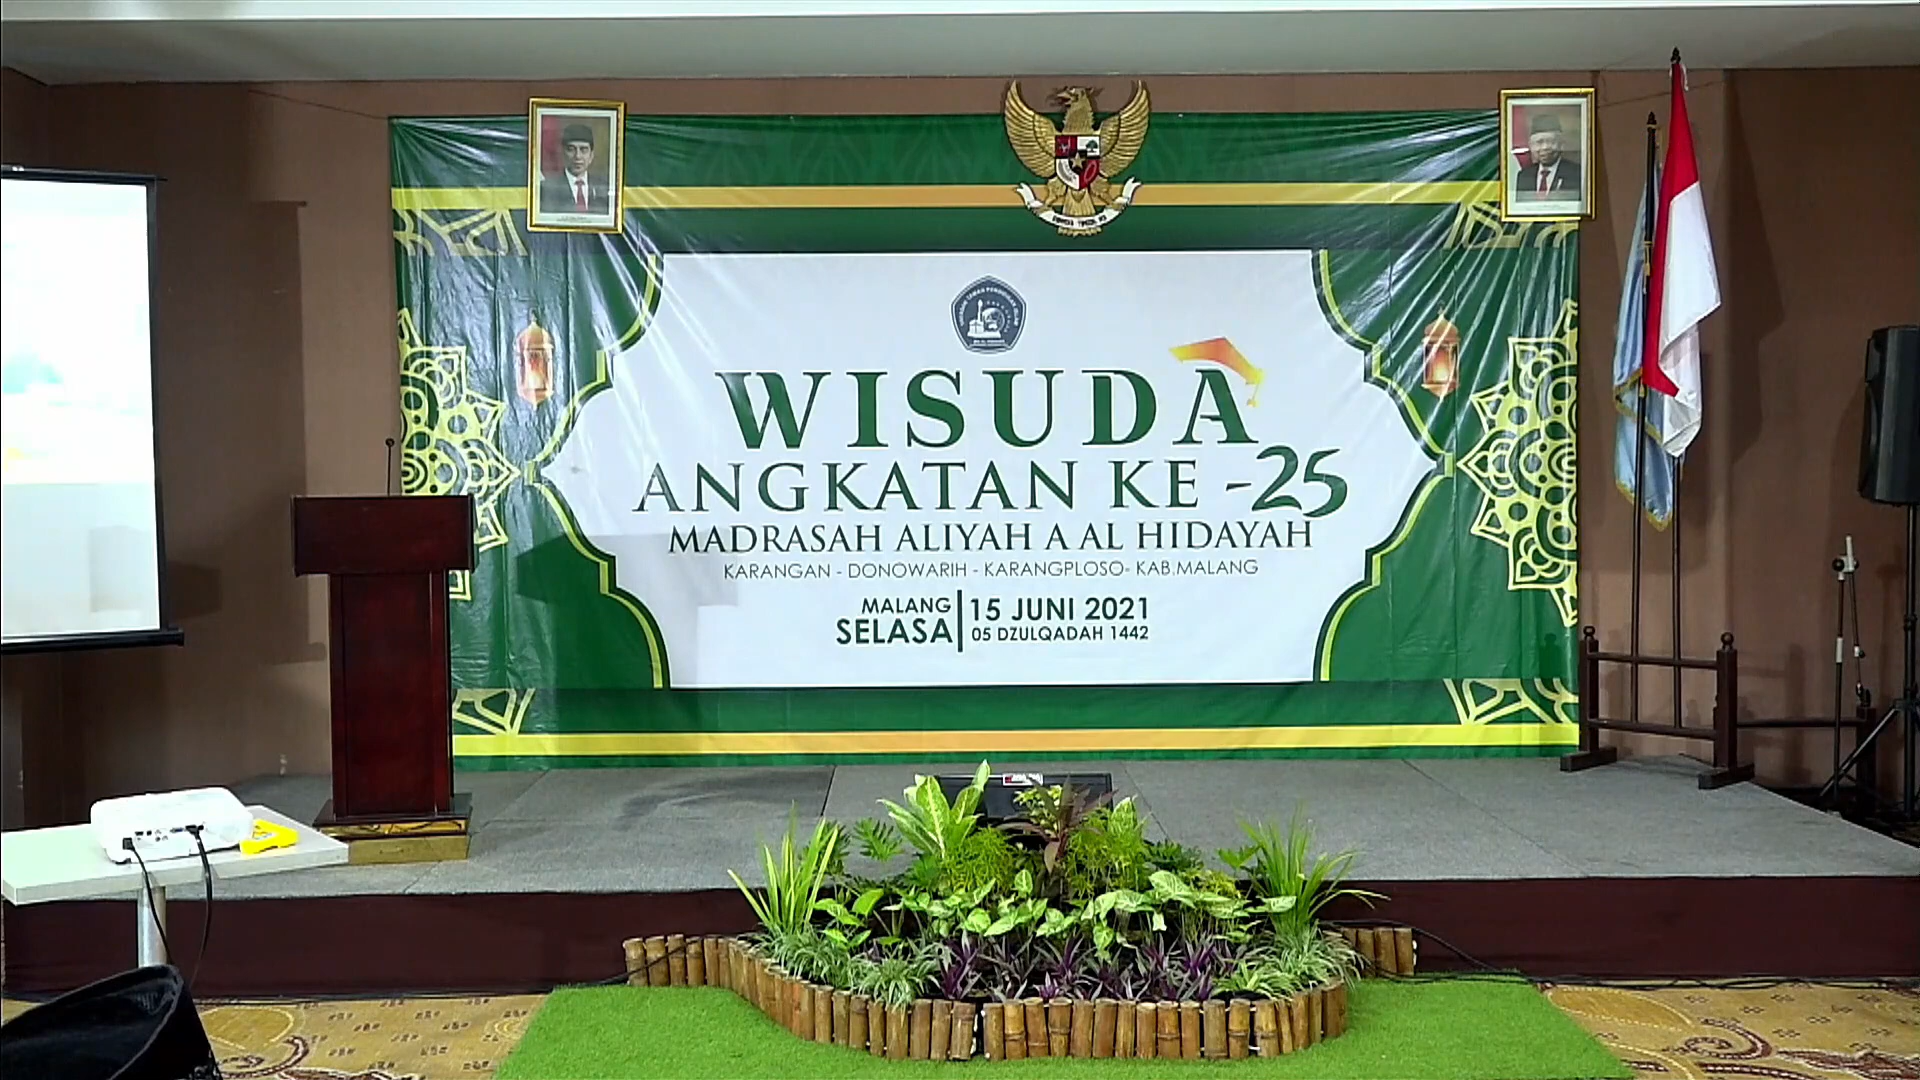 WISUDA
ANGKATAN KE -25
MADRASAH ALIYAH A AL HIDAYAH
KARANGAN - DONOWARIH - KARANGPLOSO- KAB.MALANG
MALANG
SELASA
15 JUNI 2021
05 DZULQADAH 1442